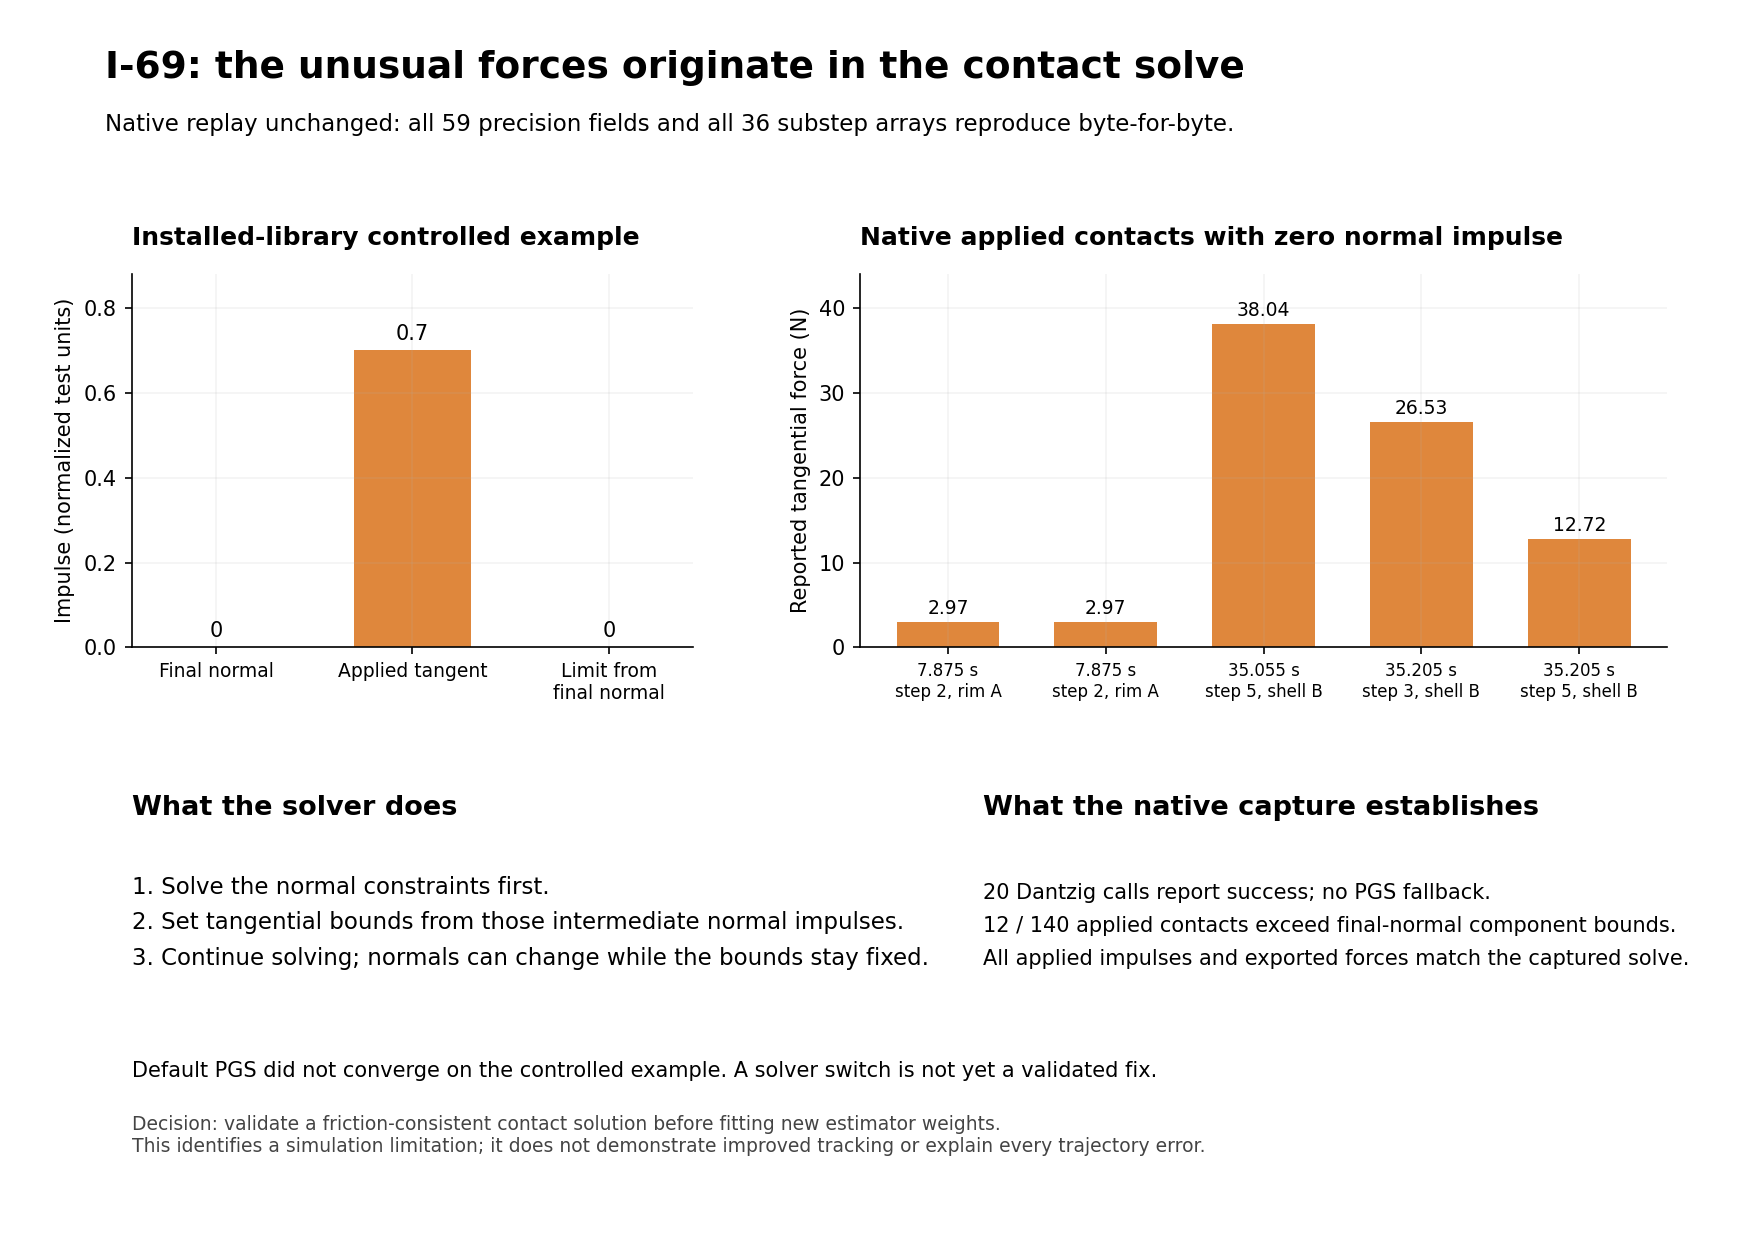 I-69: the unusual forces originate in the contact solve
Native replay unchanged: all 59 precision fields and all 36 substep arrays reproduce byte-for-byte.
Installed-library controlled example
Impulse (normalized test units)
0.8
0.6
0.4
0.2
0.0
0
0.7
0
Final normal
Applied tangent
Limit from
final normal
Native applied contacts with zero normal impulse
Reported tangential force (N)
40
30
20
10
0
2.97
2.97
38.04
26.53
12.72
7.875 s
step 2, rim A
7.875 s
step 2, rim A
35.055 s
step 5, shell B
35.205 s
step 3, shell B
35.205 s
step 5, shell B
What the solver does
1. Solve the normal constraints first.
2. Set tangential bounds from those intermediate normal impulses.
3. Continue solving; normals can change while the bounds stay fixed.
What the native capture establishes
20 Dantzig calls report success; no PGS fallback.
12 / 140 applied contacts exceed final-normal component bounds.
All applied impulses and exported forces match the captured solve.
Default PGS did not converge on the controlled example. A solver switch is not yet a validated fix.
Decision: validate a friction-consistent contact solution before fitting new estimator weights.
This identifies a simulation limitation; it does not demonstrate improved tracking or explain every trajectory error.